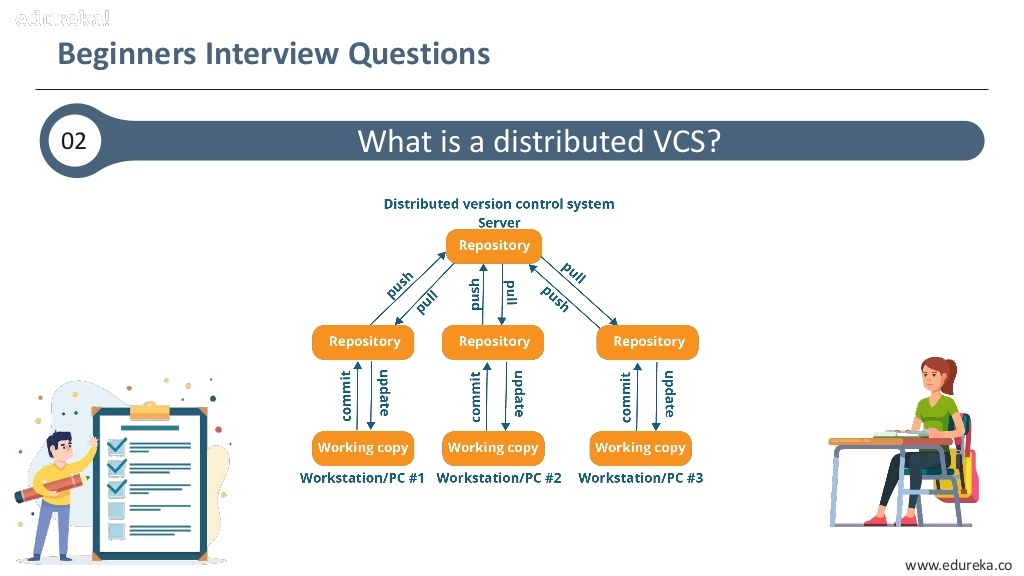 edureka!
Beginners Interview Questions
02
What is a distributed VCS?
Distributed version control system
Server
Repository
push
pull
push
pull
push
pull
Repository
Repository
Repository
commit
update
commit
update
commit
update
Working copy
Working copy
Working copy
Workstation/PC #1
Workstation/PC #2
Workstation/PC #3
www.edureka.co